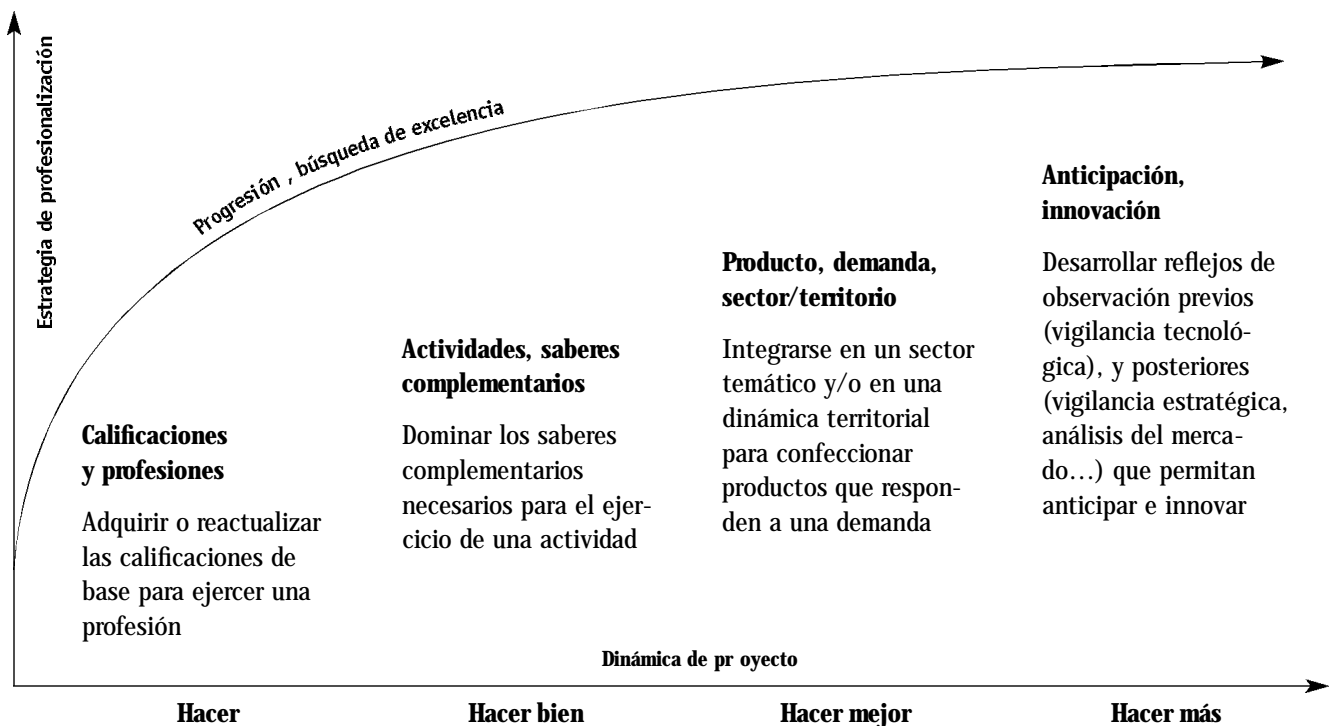 Estrategia de profesionalización
Progresión , búsqueda de excelencia
Calificaciones
y profesiones
Adquirir o reactualizar
las calificaciones de
base para ejercer una
profesión
Actividades, saberes
complementarios
Dominar los saberes
complementarios
necesarios para el ejer-
cicio de una actividad
Producto, demanda,
sector/territorio
Integrarse en un sector
temático y/o en una
dinámica territorial
para confeccionar
productos que respon-
den a una demanda
Anticipación,
innovación
Desarrollar reflejos de
observación previos
(vigilancia tecnoló-
gica), y posteriores
(vigilancia estratégica,
análisis del merca-
do…) que permitan
anticipar e innovar
Dinámica de pr oyecto
Hacer
Hacer bien
Hacer mejor
Hacer más